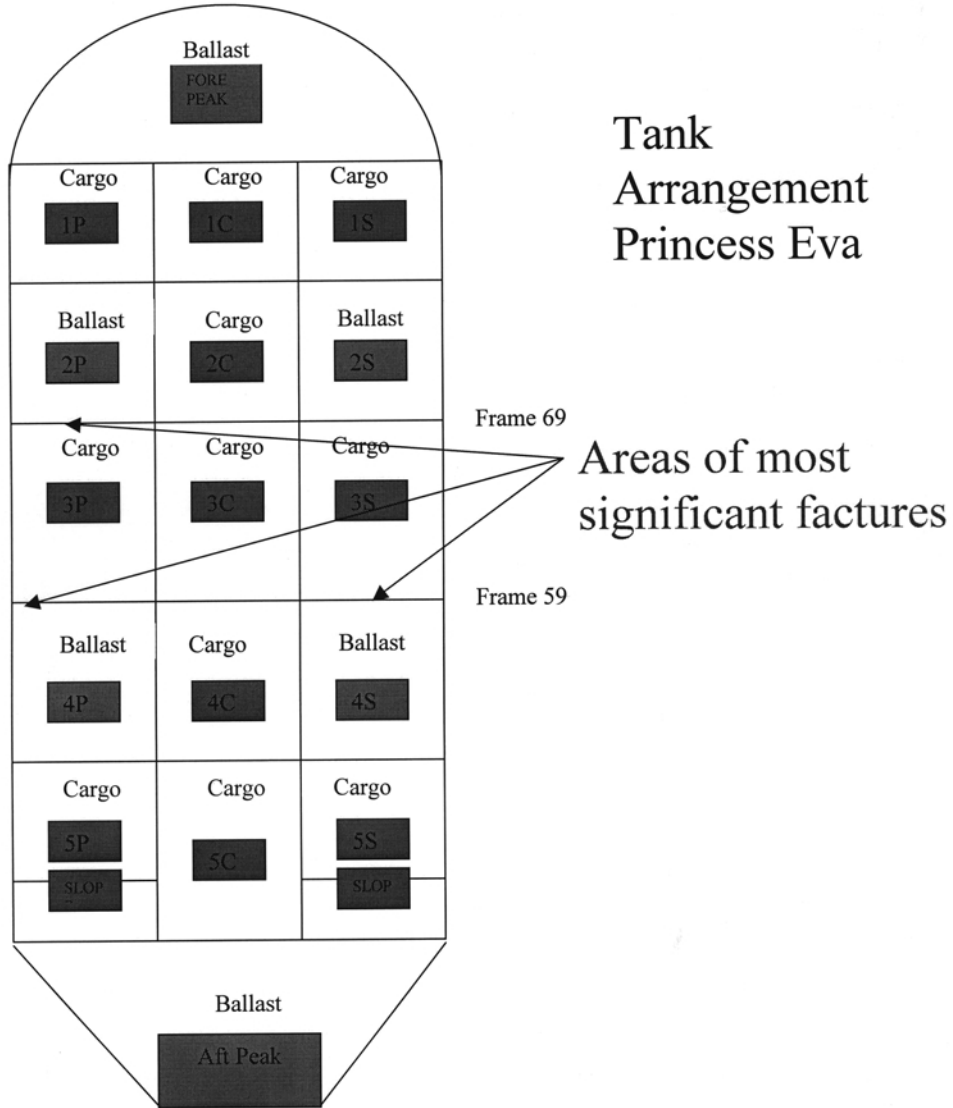 Ballast
FORE
PEAK
Tank
Arrangement
Princess Eva
Cargo Cargo Cargo
1P 1C 1S
Ballast Cargo Ballast
2P 2C 2S
Frame 69
Cargo Cargo Cargo
3P 3C 3S
Areas of most
significant factures
Frame 59
Ballast Cargo Ballast
4P 4C 4S
Cargo Cargo Cargo
5P 5C 5S
SLOP SLOP
Ballast
Aft Peak